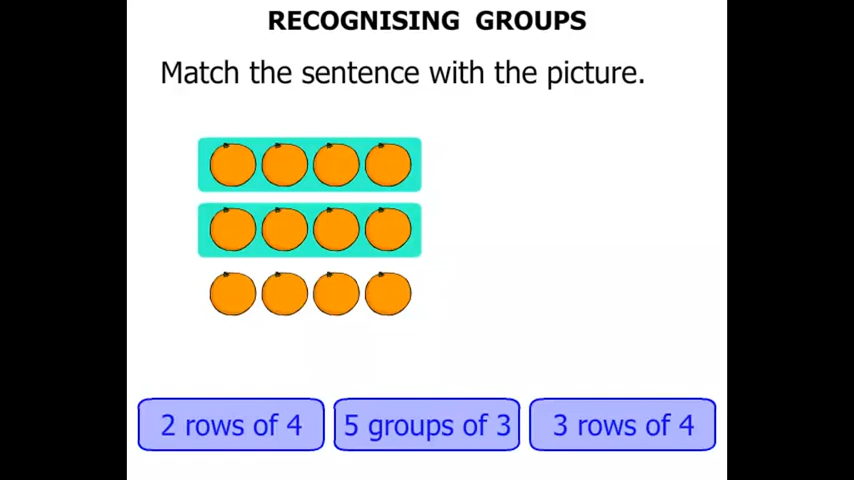 RECOGNISING GROUPS
Match the sentence with the picture.
2 rows of 4
5 groups of 3
3 rows of 4